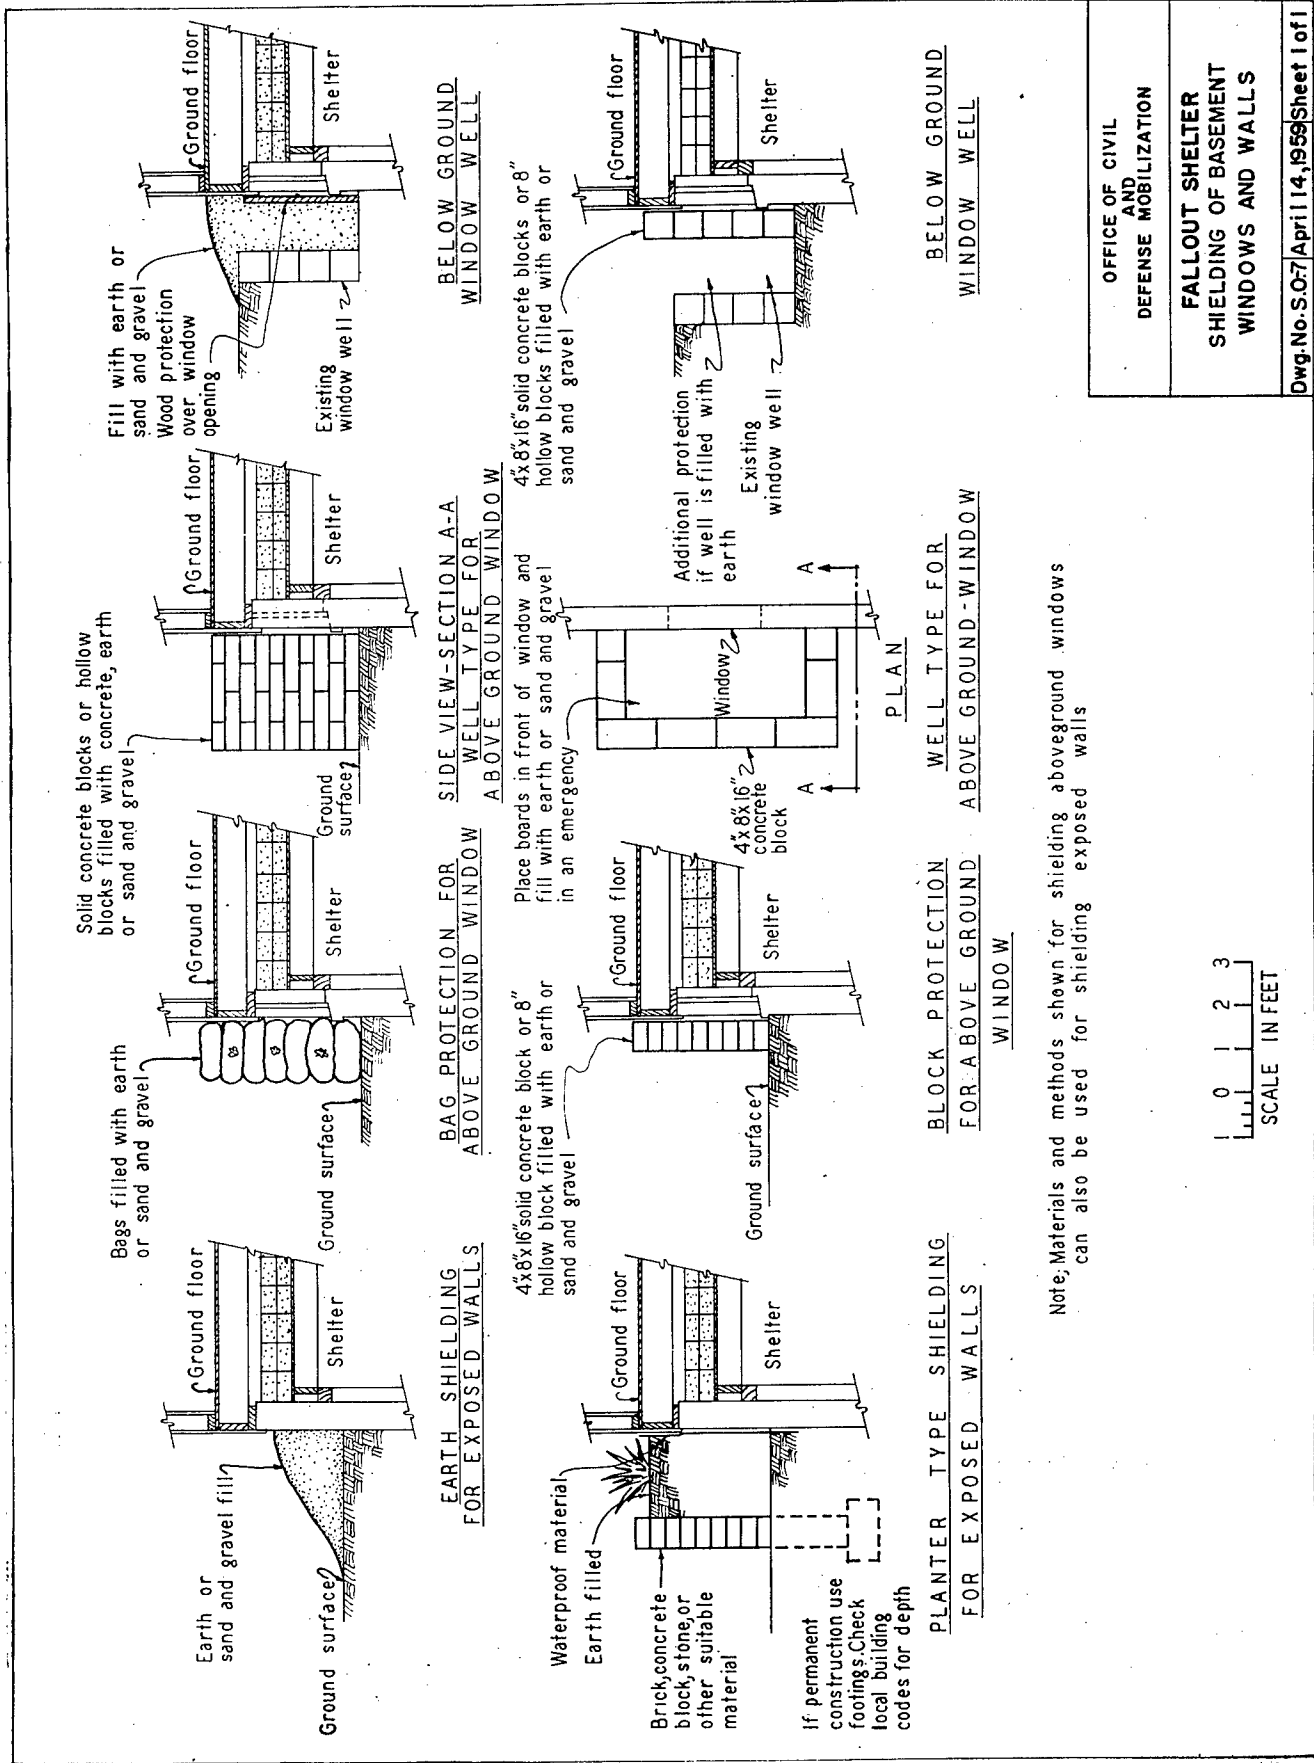 Earth or
sand and gravel fill
Ground surface
Ground floor
Shelter
EARTH SHIELDING
FOR EXPOSED WALLS
Bags filled with earth
or sand and gravel
Ground surface
Ground floor
Shelter
BAG PROTECTION FOR
ABOVE GROUND WINDOW
Solid concrete blocks or hollow
blocks filled with concrete, earth
or sand and gravel
Ground
surface
Ground floor
Shelter
SIDE VIEW-SECTION A-A
WELL TYPE FOR
ABOVE GROUND WINDOW
Fill with earth or
sand and gravel
Wood protection
over window
opening
Existing
window well
Ground floor
Shelter
BELOW GROUND
WINDOW WELL
Waterproof material
Earth filled
Brick, concrete
block, stone, or
other suitable
material
If permanent
construction use
footings. Check
local building
codes for depth
Ground floor
Shelter
PLANTER TYPE SHIELDING
FOR EXPOSED WALLS
4"x8"x16" solid concrete block or 8"
hollow block filled with earth or
sand and gravel
Ground surface
Ground floor
Shelter
BLOCK PROTECTION
FOR ABOVE GROUND
WINDOW
Place boards in front of window and
fill with earth or sand and gravel
in an emergency
Window
4"x8"x16"
concrete
block
A
A
PLAN
WELL TYPE FOR
ABOVE GROUND-WINDOW
4"x8"x16" solid concrete blocks or 8"
hollow blocks filled with earth or
sand and gravel
Additional protection
if well is filled with
earth
Existing
window well
Ground floor
Shelter
BELOW GROUND
WINDOW WELL
Note; Materials and methods shown for shielding aboveground windows
can also be used for shielding exposed walls
1 0 1 2 3
SCALE IN FEET
OFFICE OF CIVIL
AND
DEFENSE MOBILIZATION
FALLOUT SHELTER
SHIELDING OF BASEMENT
WINDOWS AND WALLS
Dwg. No. S.O.-7 April 14, 1959 Sheet 1 of 1